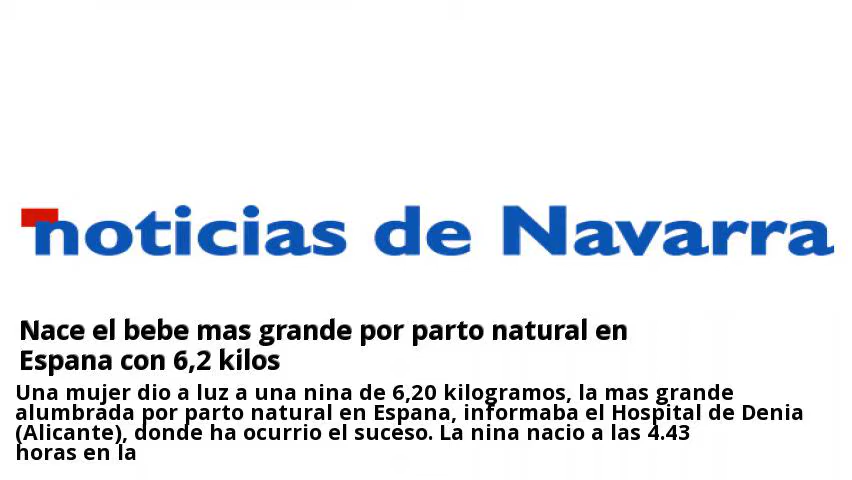 noticias de Navarra
Nace el bebe mas grande por parto natural en
Espana con 6,2 kilos
Una mujer dio a luz a una nina de 6,20 kilogramos, la mas grande
alumbrada por parto natural en Espana, informaba el Hospital de Denia
(Alicante), donde ha ocurrio el suceso. La nina nacio a las 4.43
horas en la